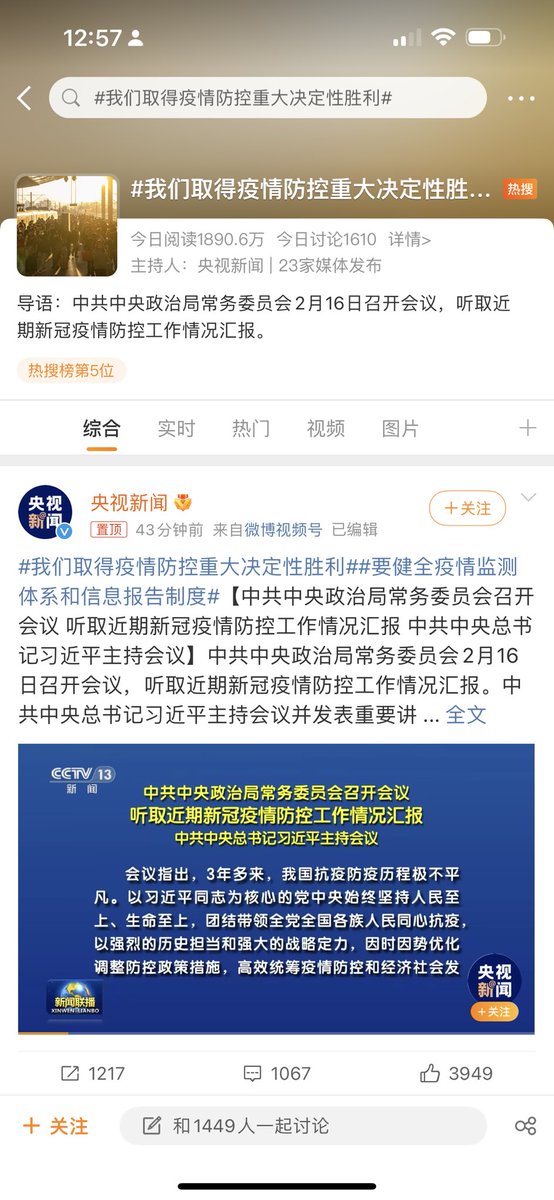 12:57
#我们取得疫情防控重大决定性胜利#
#我们取得疫情防控重大决定性胜... 热搜
今日阅读1890.6万 今日讨论1610 详情>
主持人：央视新闻 | 23家媒体发布
导语：中共中央政治局常务委员会2月16日召开会议，听取近
期新冠疫情防控工作情况汇报。
热搜榜第5位
综合 实时 热门 视频 图片
央视
新闻
央视新闻
＋关注
置顶 43分钟前 来自微博视频号 已编辑
#我们取得疫情防控重大决定性胜利##要健全疫情监测
体系和信息报告制度#【中共中央政治局常务委员会召开
会议 听取近期新冠疫情防控工作情况汇报 中共中央总书
记习近平主持会议】中共中央政治局常务委员会2月16
日召开会议，听取近期新冠疫情防控工作情况汇报。中
共中央总书记习近平主持会议并发表重要讲 ... 全文
CCTV 13
新闻
中共中央政治局常务委员会召开会议
听取近期新冠疫情防控工作情况汇报
中共中央总书记习近平主持会议
会议指出，3年多来，我国抗疫防疫历程极不平
凡。以习近平同志为核心的党中央始终坚持人民至
上、生命至上，团结带领全党全国各族人民同心抗疫，
以强烈的历史担当和强大的战略定力，因时因势优化
调整防控政策措施，高效统筹疫情防控和经济社会发
新闻联播
XINWEN LIANBO
央视
新闻
＋关注
1217 1067 3949
＋ 关注 和1449人一起讨论